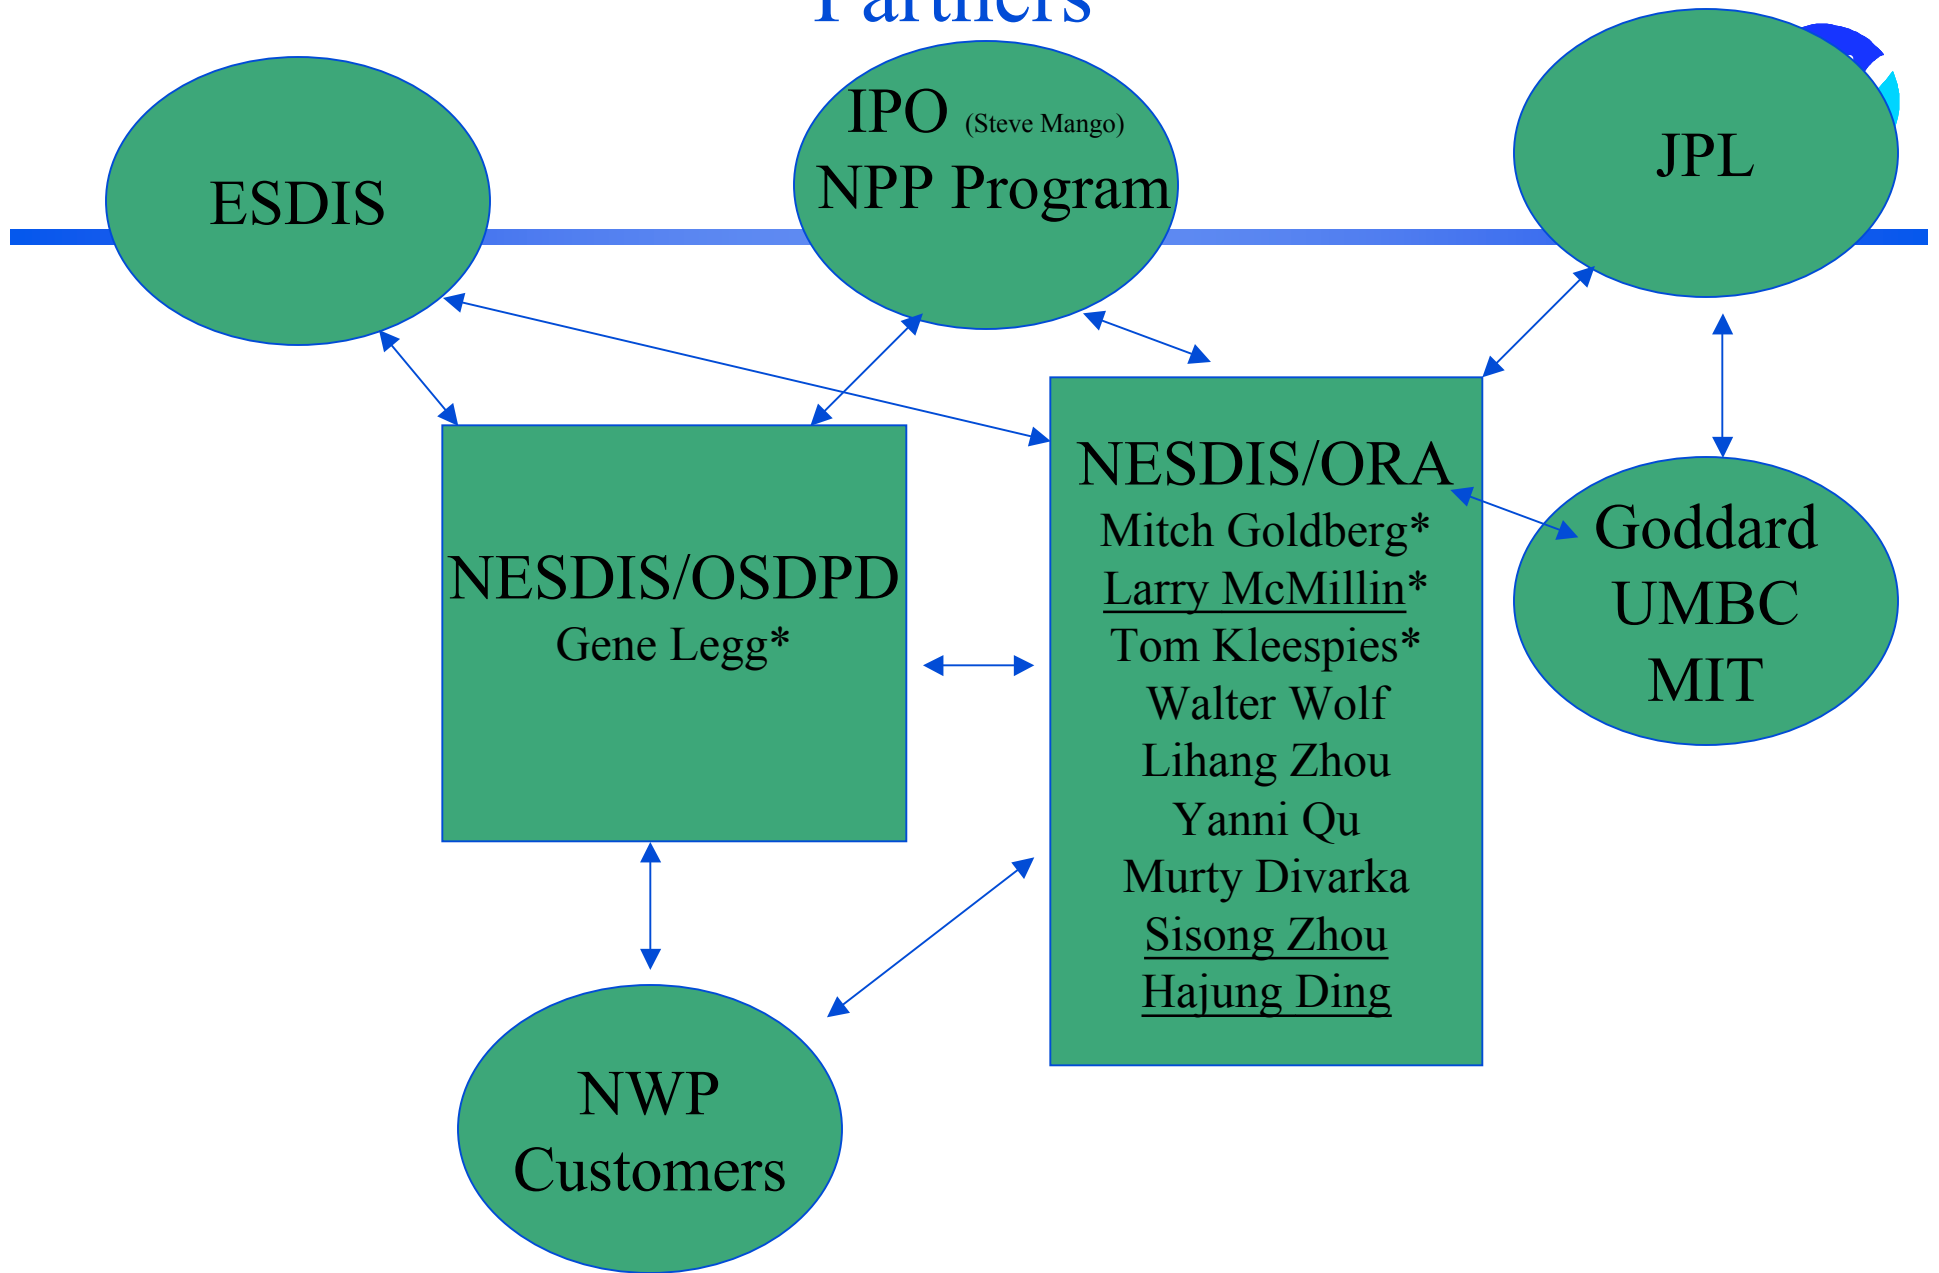 Partners
ESDIS
IPO (Steve Mango)
NPP Program
JPL
NESDIS/OSDPD
Gene Legg*
NESDIS/ORA
Mitch Goldberg*
Larry McMillin*
Tom Kleespies*
Walter Wolf
Lihang Zhou
Yanni Qu
Murty Divarka
Sisong Zhou
Hajung Ding
Goddard
UMBC
MIT
NWP
Customers